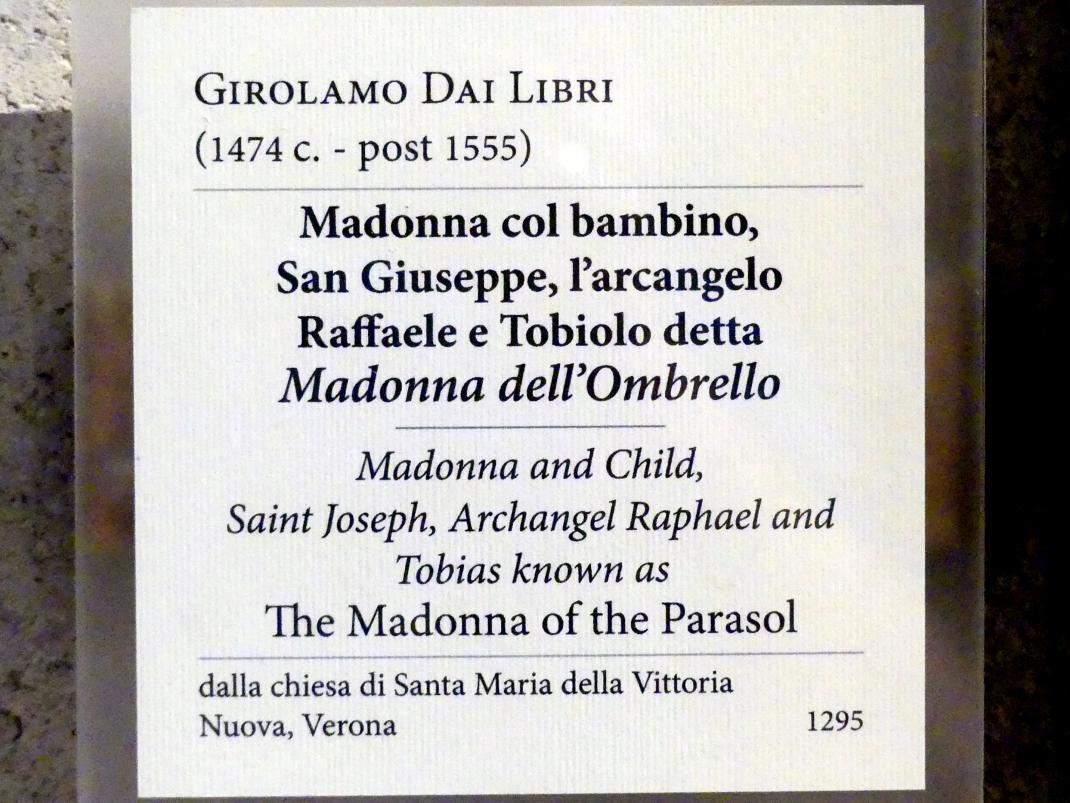 Girolamo Dai Libri
(1474 c. - post 1555)
Madonna col bambino,
San Giuseppe, l'arcangelo
Raffaele e Tobiolo detta
Madonna dell'Ombrello
Madonna and Child,
Saint Joseph, Archangel Raphael and
Tobias known as
The Madonna of the Parasol
dalla chiesa di Santa Maria della Vittoria
Nuova, Verona 1295